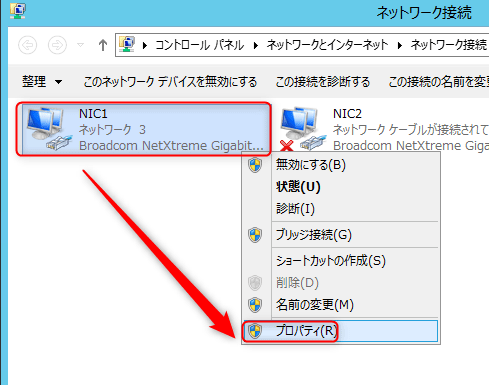 ネットワーク接続
コントロール パネル ネットワークとインターネット ネットワーク接続
整理 このネットワーク デバイスを無効にする この接続を診断する この接続の名前を変更
NIC1
ネットワーク 3
Broadcom NetXtreme Gigabit...
NIC2
ネットワーク ケーブルが接続されて
Broadcom NetXtreme Gigabit
無効にする(B)
状態(U)
診断(I)
ブリッジ接続(G)
ショートカットの作成(S)
削除(D)
名前の変更(M)
プロパティ(R)